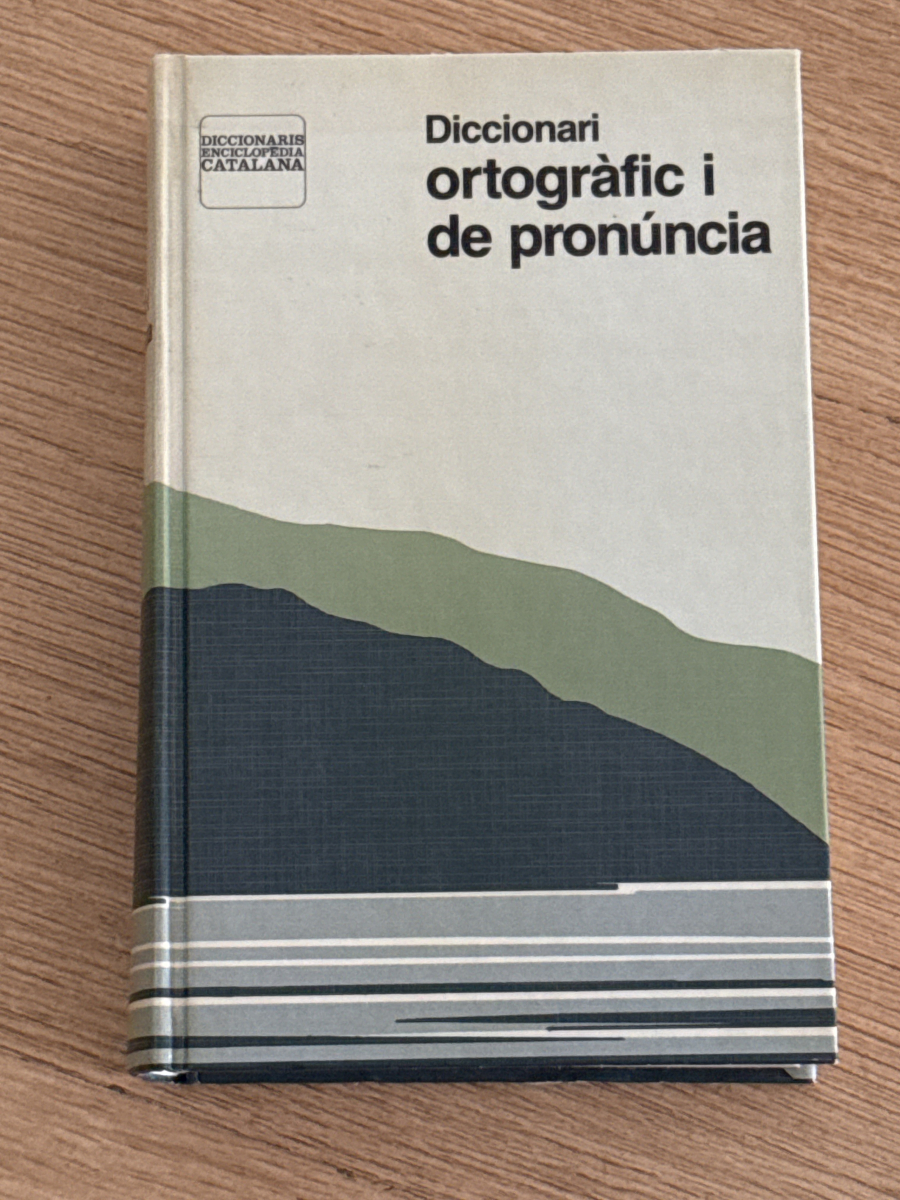 DICCIONARIS
ENCICLOPÈDIA
CATALANA
Diccionari
ortogràfic i
de pronúncia